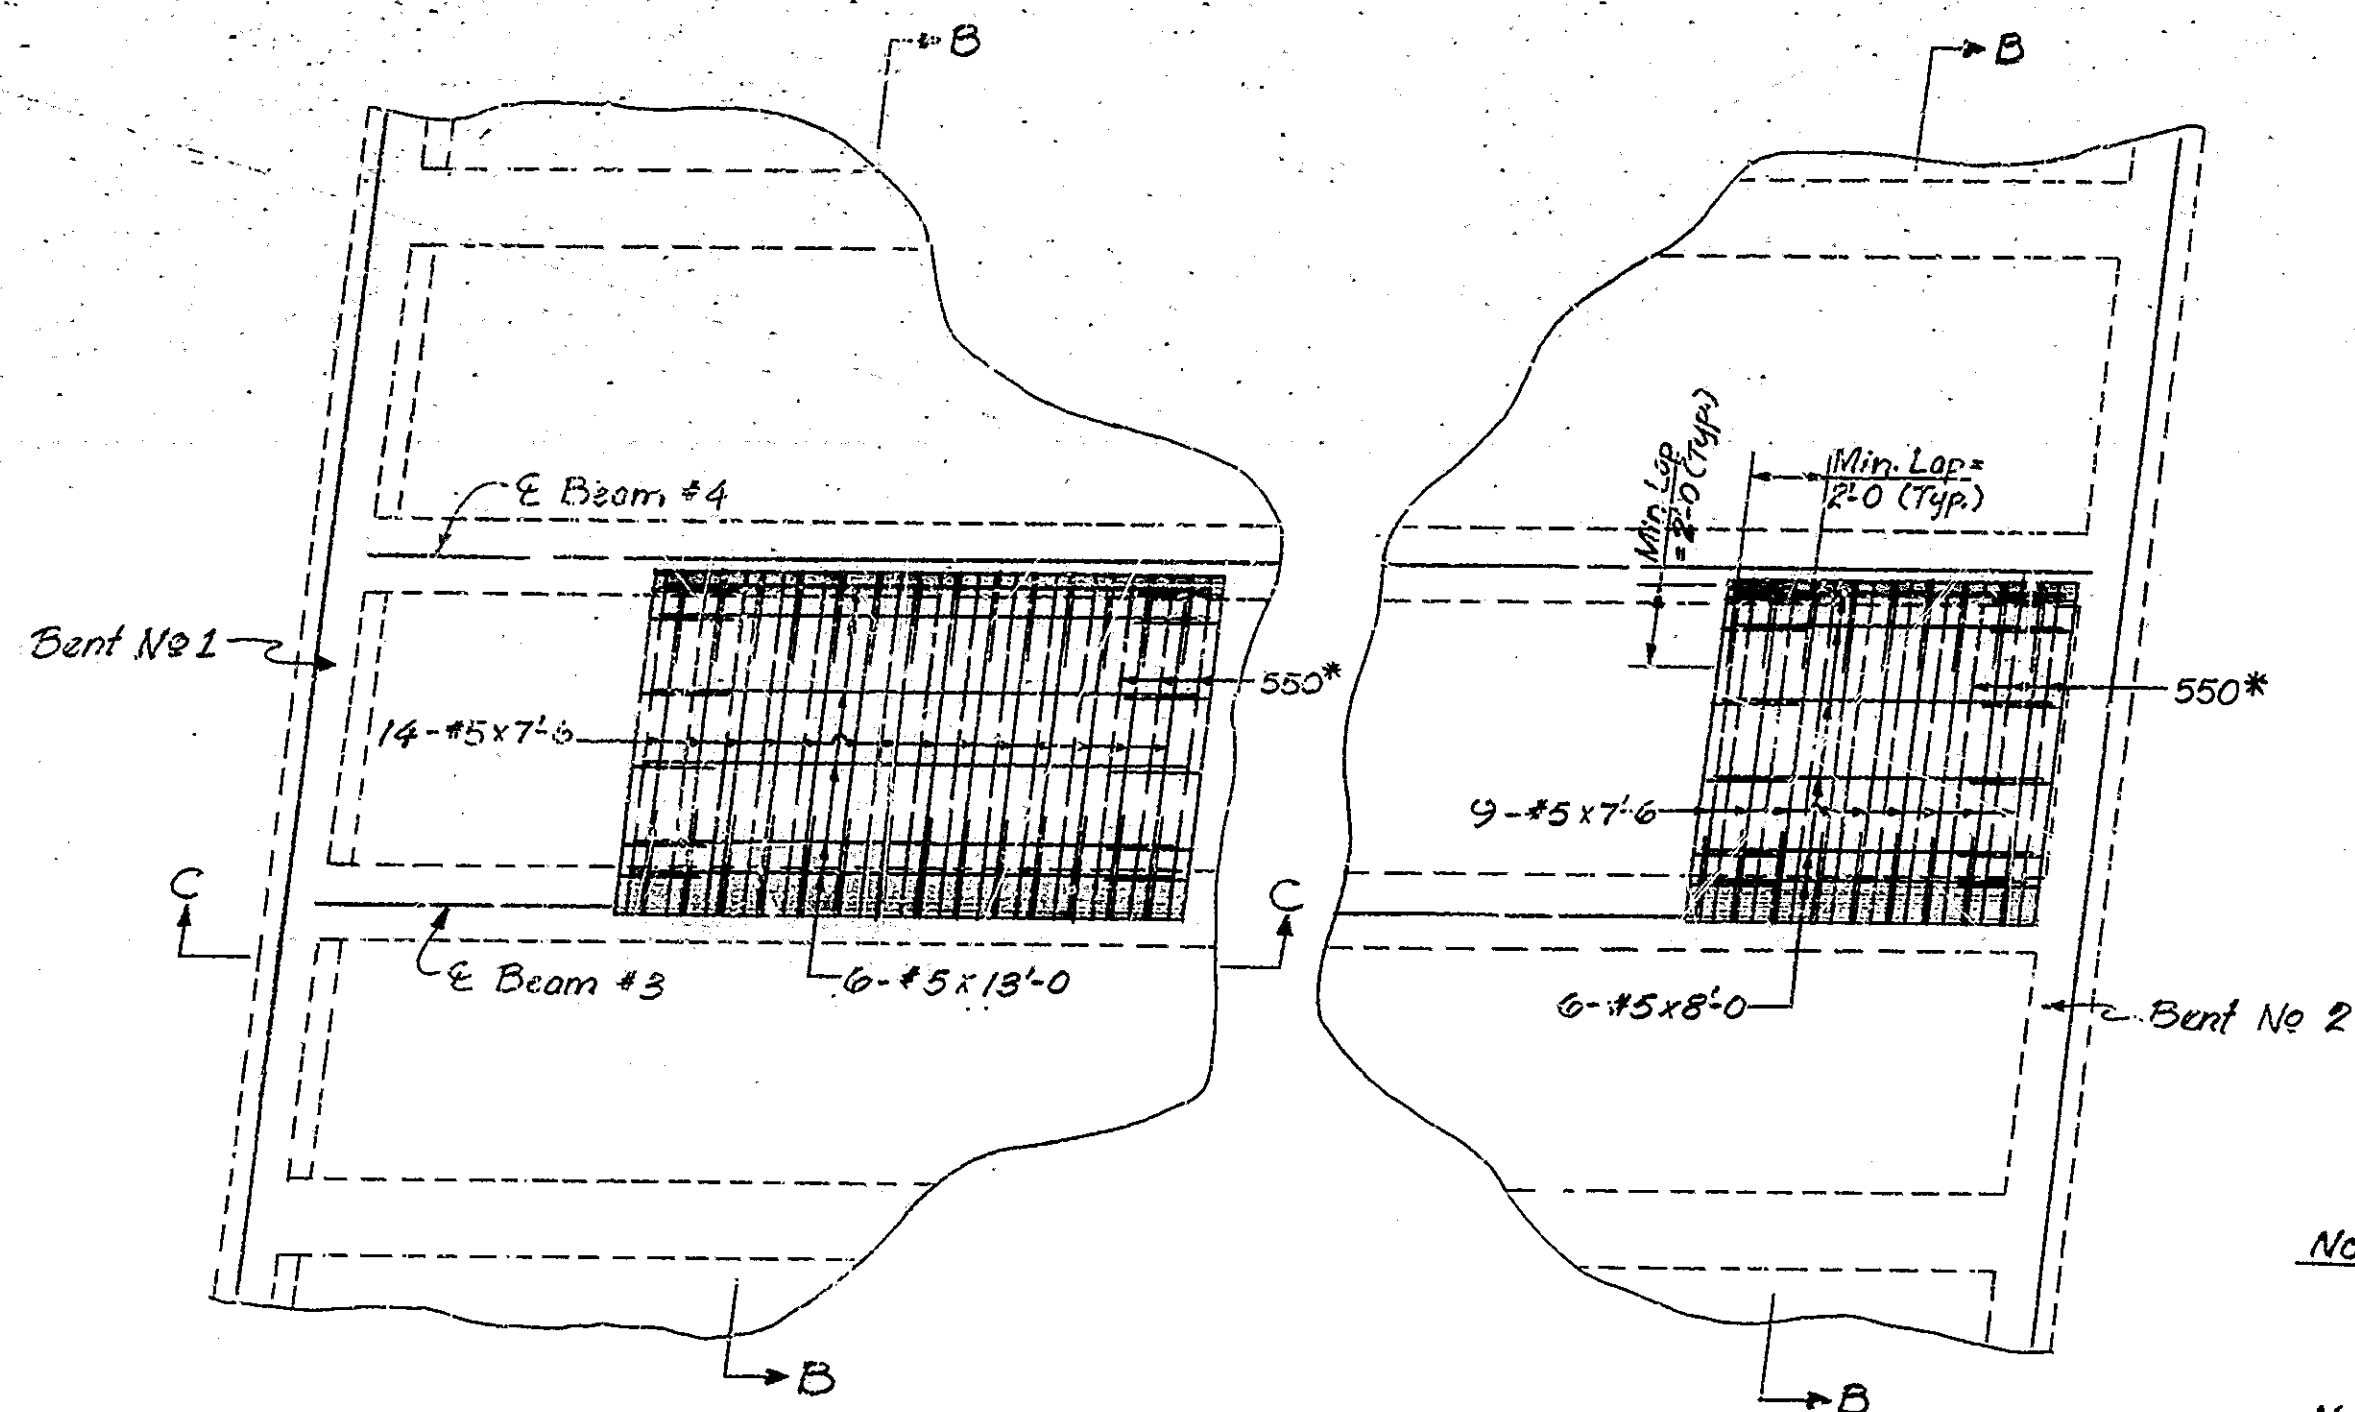 B
B
℄ Beam #4
Min. Lap
= 2'-0 (Typ.)
Min. Lap =
2'-0 (Typ.)
Bent No 1
550*
550*
14-#5x7'-6
9-#5x7'-6
C
C
℄ Beam #3
6-#5x13'-0
6-#5x8'-0
Bent No 2
No
B
B